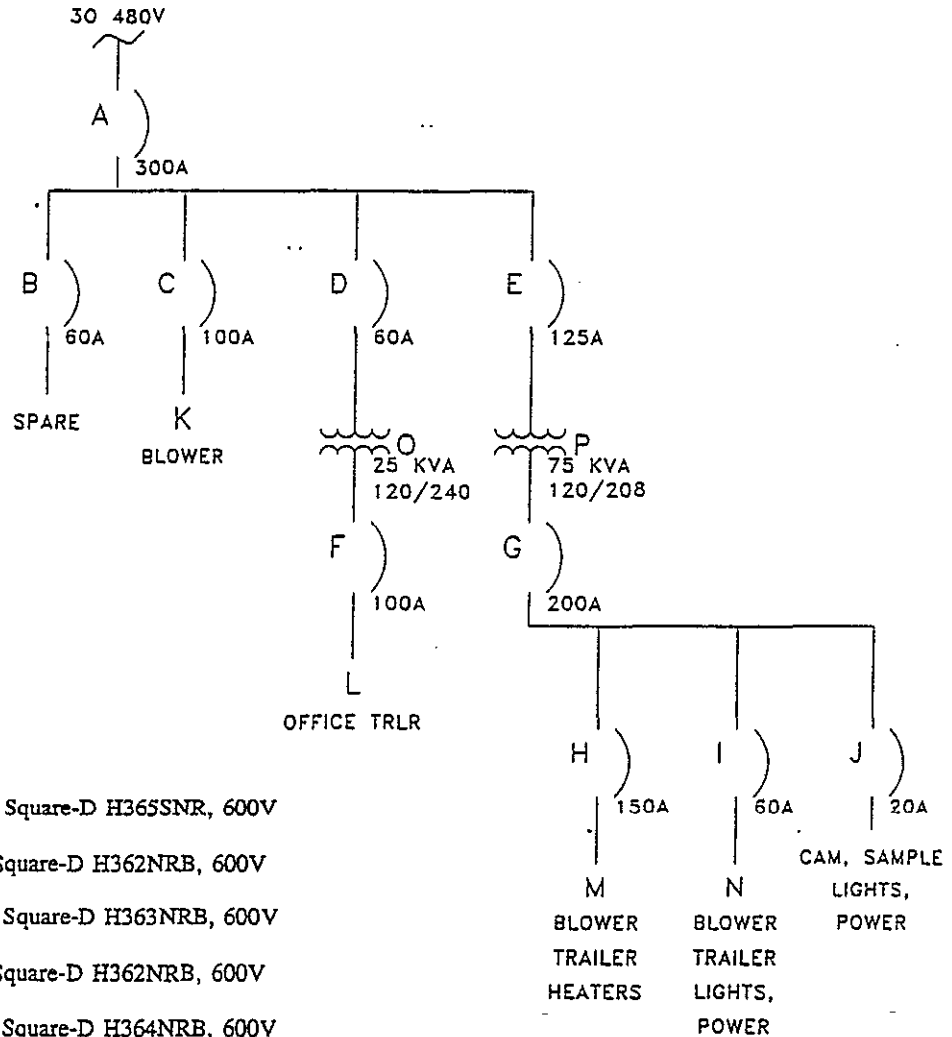 30 480V
A
300A
B
60A
C
100A
D
60A
E
125A
SPARE
K
BLOWER
O
25 KVA
120/240
P
75 KVA
120/208
F
100A
G
200A
L
OFFICE TRLR
H
150A
I
60A
J
20A
M
BLOWER
TRAILER
HEATERS
N
BLOWER
TRAILER
LIGHTS,
POWER
CAM, SAMPLE
LIGHTS,
POWER
Square-D H365SNR, 600V
Square-D H362NRB, 600V
Square-D H363NRB, 600V
Square-D H362NRB, 600V
Square-D H364NRB, 600V